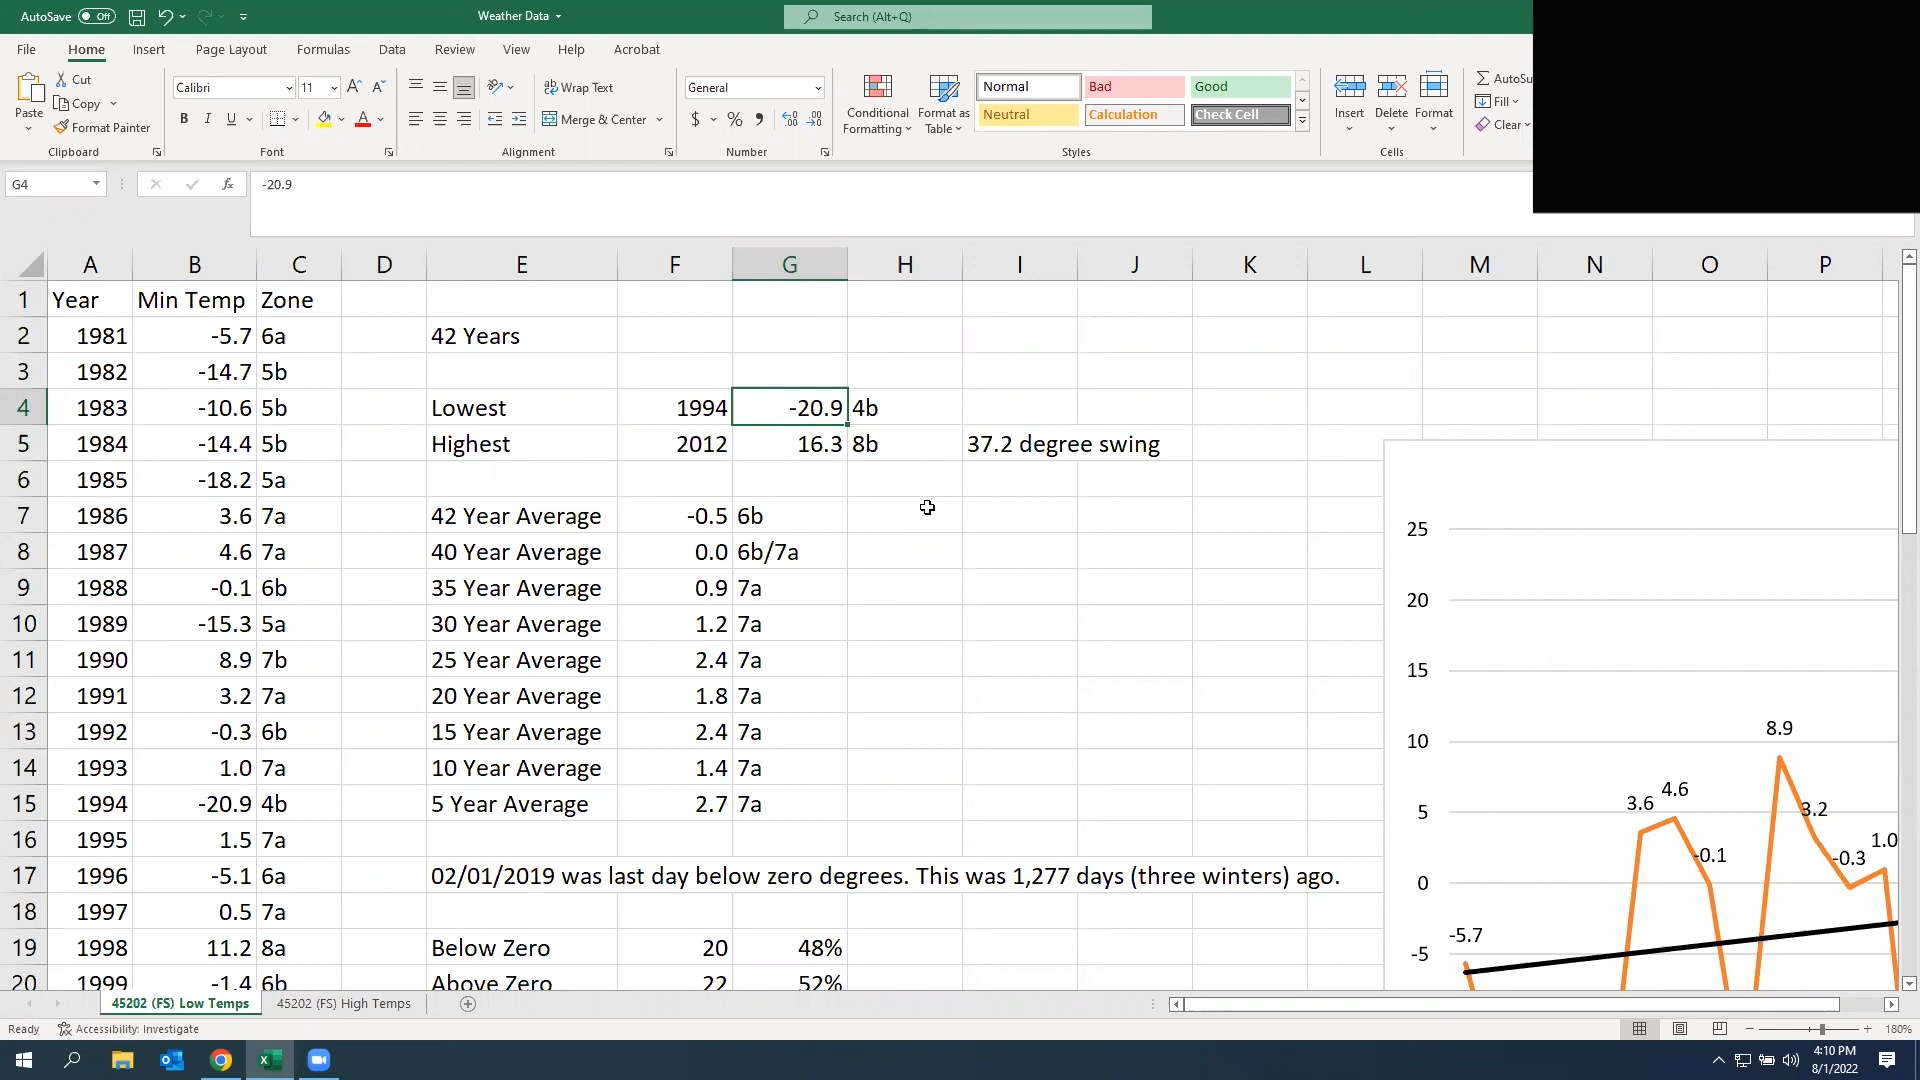 AutoSave Off Weather Data Search (Alt+Q)
File Home Insert Page Layout Formulas Data Review View Help Acrobat
Paste Cut Copy Format Painter Clipboard
Calibri 11 A A B I U A Font
Wrap Text Merge & Center Alignment
General $ % 9 Number
Conditional Formatting Format as Table
Normal Bad Good
Neutral Calculation Check Cell
Styles
Insert Delete Format Cells
AutoSu
Fill
Clear
G4 fx -20.9
A B C D E F G H I J K L M N O P
1 Year Min Temp Zone
2 1981 -5.7 6a 42 Years
3 1982 -14.7 5b
4 1983 -10.6 5b Lowest 1994 -20.9 4b
5 1984 -14.4 5b Highest 2012 16.3 8b 37.2 degree swing
6 1985 -18.2 5a
7 1986 3.6 7a 42 Year Average -0.5 6b
8 1987 4.6 7a 40 Year Average 0.0 6b/7a
9 1988 -0.1 6b 35 Year Average 0.9 7a
10 1989 -15.3 5a 30 Year Average 1.2 7a
11 1990 8.9 7b 25 Year Average 2.4 7a
12 1991 3.2 7a 20 Year Average 1.8 7a
13 1992 -0.3 6b 15 Year Average 2.4 7a
14 1993 1.0 7a 10 Year Average 1.4 7a
15 1994 -20.9 4b 5 Year Average 2.7 7a
16 1995 1.5 7a
17 1996 -5.1 6a 02/01/2019 was last day below zero degrees. This was 1,277 days (three winters) ago.
18 1997 0.5 7a
19 1998 11.2 8a Below Zero 20 48%
20 1999 -1.4 6b Above Zero 22 52%
25
20
15
10
5
0
-5
8.9
3.6 4.6
3.2
-0.1 -0.3 1.0
-5.7
45202 (FS) Low Temps 45202 (FS) High Temps
Ready Accessibility: Investigate 180%
4:10 PM
8/1/2022